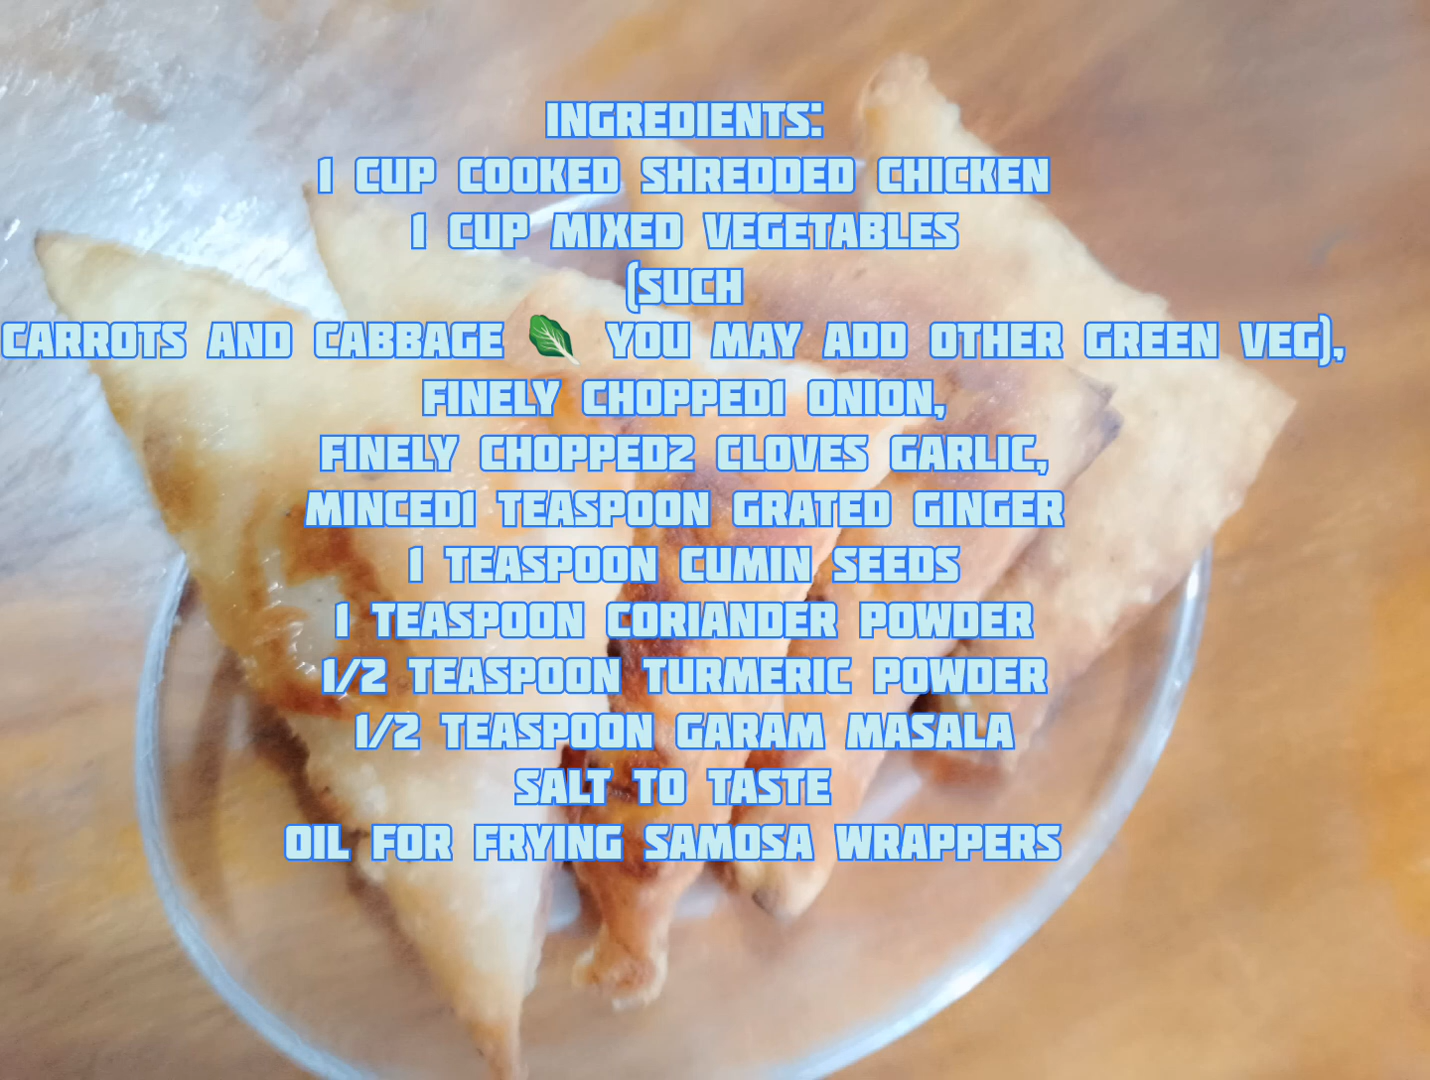 INGREDIENTS:
1 CUP COOKED SHREDDED CHICKEN
1 CUP MIXED VEGETABLES
(SUCH
CARROTS AND CABBAGE 🥬 YOU MAY ADD OTHER GREEN VEG),
FINELY CHOPPED1 ONION,
FINELY CHOPPED2 CLOVES GARLIC,
MINCED1 TEASPOON GRATED GINGER
1 TEASPOON CUMIN SEEDS
1 TEASPOON CORIANDER POWDER
1/2 TEASPOON TURMERIC POWDER
1/2 TEASPOON GARAM MASALA
SALT TO TASTE
OIL FOR FRYING SAMOSA WRAPPERS